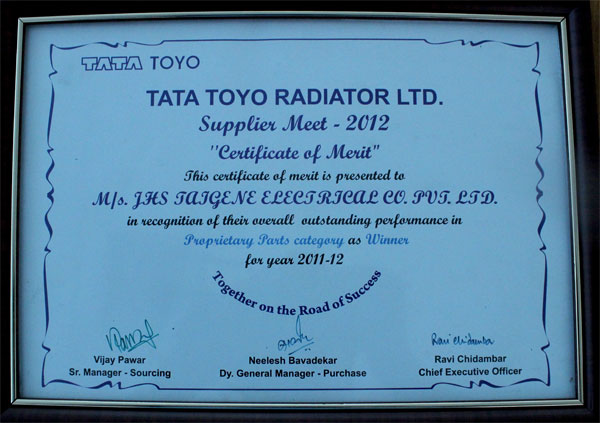 TATA TOYO
TATA TOYO RADIATOR LTD.
Supplier Meet - 2012
"Certificate of Merit"
This certificate of merit is presented to
M/s. JHS TAIGENE ELECTRICAL CO. PVT. LTD.
in recognition of their overall outstanding performance in
Proprietary Parts category as Winner
for year 2011-12
Together on the Road of Success
Ravi Chidambar
Vijay Pawar Neelesh Bavadekar Ravi Chidambar
Sr. Manager - Sourcing Dy. General Manager - Purchase Chief Executive Officer